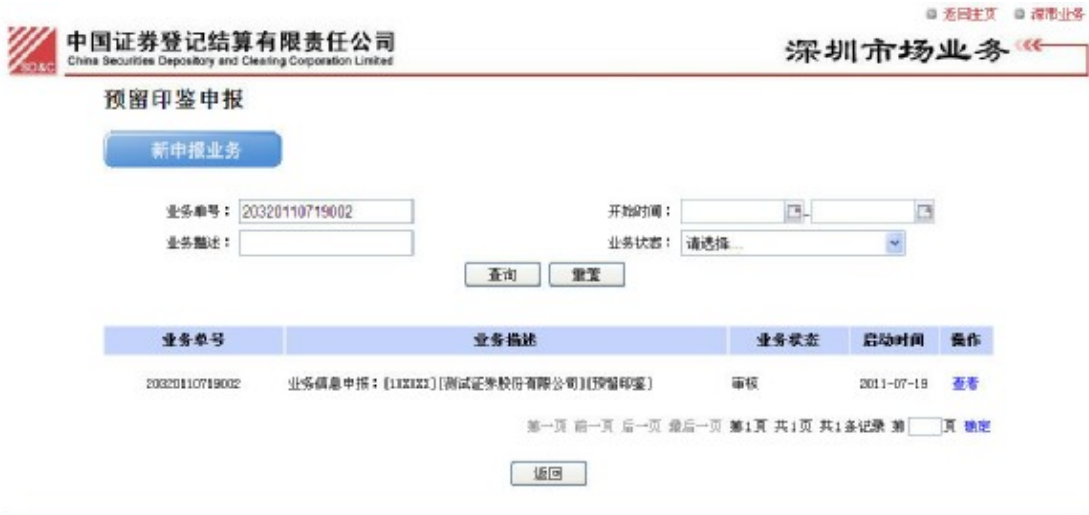 返回主页 深市业务
中国证券登记结算有限责任公司
China Securities Depository and Clearing Corporation Limited
SD&C
深圳市场业务
预留印鉴申报
新申报业务
业务单号: 20320110719002 开始时间: -
业务描述: 业务状态: 请选择...
查询 重置
业务单号 业务描述 业务状态 启动时间 操作
20320110719002 业务信息申报:[1XXXXX][测试证券股份有限公司][预留印鉴] 审核 2011-07-19 查看
第一页 前一页 后一页 最后一页 第1页 共1页 共1条记录 第 页 确定
返回